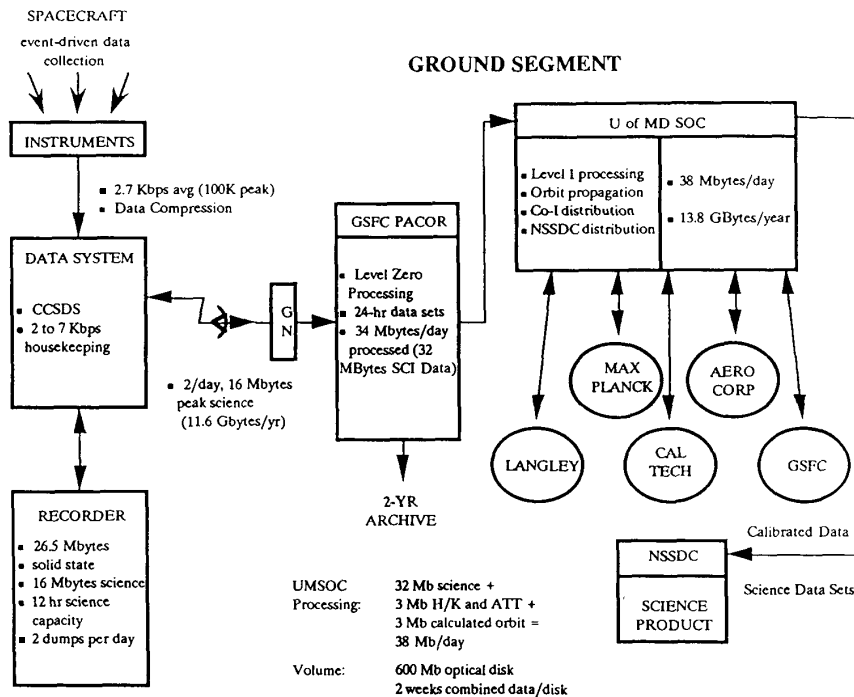 SPACECRAFT
event-driven data
collection
GROUND SEGMENT
INSTRUMENTS
▪ 2.7 Kbps avg (100K peak)
▪ Data Compression
DATA SYSTEM
▪ CCSDS
• 2 to 7 Kbps
housekeeping
▪ 2/day, 16 Mbytes
peak science
(11.6 Gbytes/yr)
RECORDER
▪ 26.5 Mbytes
▪ solid state
▪ 16 Mbytes science
▪ 12 hr science
capacity
▪ 2 dumps per day
G
N
GSFC PACOR
▪ Level Zero
Processing
▪ 24-hr data sets
▪ 34 Mbytes/day
processed (32
MBytes SCI Data)
2-YR
ARCHIVE
U of MD SOC
▪ Level 1 processing
▪ Orbit propagation
▪ Co-I distribution
▪ NSSDC distribution
▪ 38 Mbytes/day
▪ 13.8 GBytes/year
LANGLEY
MAX
PLANCK
CAL
TECH
AERO
CORP
GSFC
NSSDC
SCIENCE
PRODUCT
Calibrated Data
Science Data Sets
UMSOC 32 Mb science +
Processing: 3 Mb H/K and ATT +
3 Mb calculated orbit =
38 Mb/day
Volume: 600 Mb optical disk
2 weeks combined data/disk